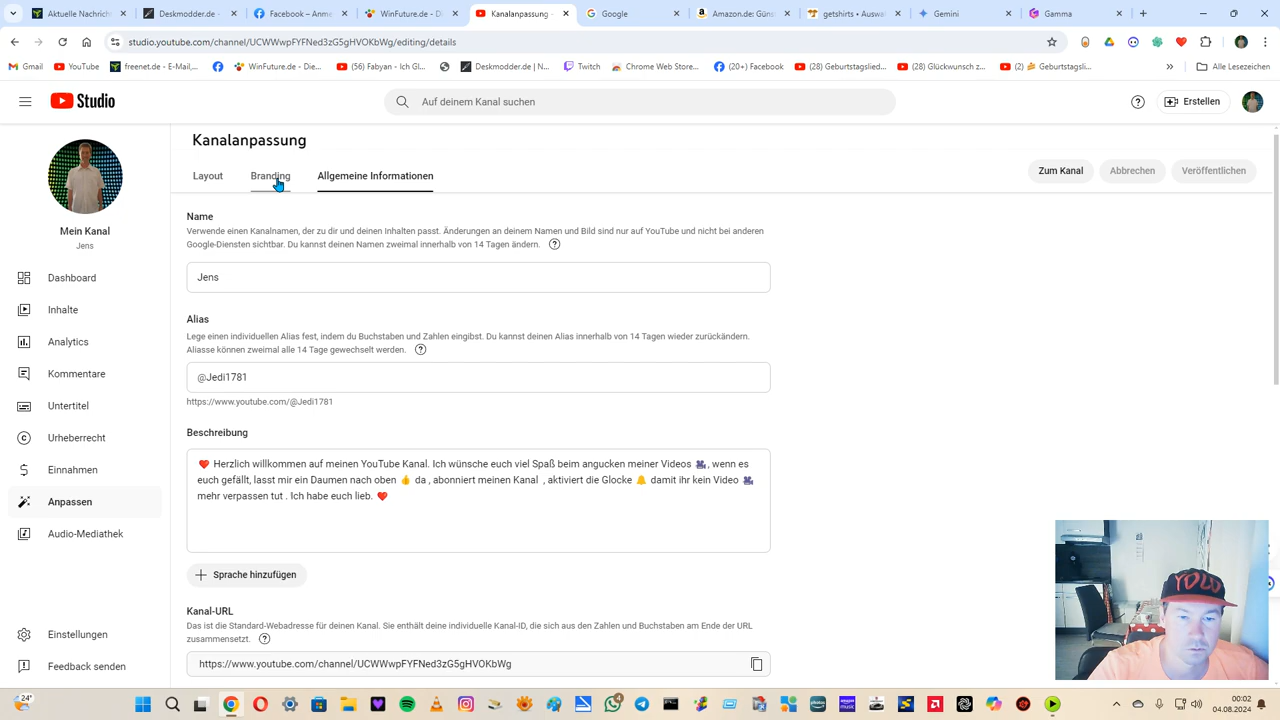 Aktuelle Nachric
Deskmodder.de |
Facebook
freenet.de - Allgeme
WinFuture.de - Di
Kanalanpassung -
Google
Amazon.de: Güns
getshirts • Auswa
Gemini
studio.youtube.com/channel/UCWWwpFYFNed3zG5gHVOKbWg/editing/details
Gmail
YouTube
freenet.de - E-Mail,...
WinFuture.de - Die...
(56) Fabyan - Ich Gl...
Deskmodder.de | N...
Twitch
Chrome Web Store...
(20+) Facebook
(28) Geburtstagslied...
(28) Glückwunsch z...
(2) Geburtstagsli...
Alle Lesezeichen
Studio
Auf deinem Kanal suchen
Erstellen
Kanalanpassung
Layout
Branding
Allgemeine Informationen
Zum Kanal
Abbrechen
Veröffentlichen
Mein Kanal
Jens
Dashboard
Inhalte
Analytics
Kommentare
Untertitel
Urheberrecht
Einnahmen
Anpassen
Audio-Mediathek
Einstellungen
Feedback senden
Name
Verwende einen Kanalnamen, der zu dir und deinen Inhalten passt. Änderungen an deinem Namen und Bild sind nur auf YouTube und nicht bei anderen
Google-Diensten sichtbar. Du kannst deinen Namen zweimal innerhalb von 14 Tagen ändern.
Jens
Alias
Lege einen individuellen Alias fest, indem du Buchstaben und Zahlen eingibst. Du kannst deinen Alias innerhalb von 14 Tagen wieder zurückändern.
Aliasse können zweimal alle 14 Tage gewechselt werden.
@Jedi1781
https://www.youtube.com/@Jedi1781
Beschreibung
❤️ Herzlich willkommen auf meinen YouTube Kanal. Ich wünsche euch viel Spaß beim angucken meiner Videos 🎥 , wenn es
euch gefällt, lasst mir ein Daumen nach oben 👍 da , abonniert meinen Kanal , aktiviert die Glocke 🔔 damit ihr kein Video 🎥
mehr verpassen tut . Ich habe euch lieb. ❤️
Sprache hinzufügen
Kanal-URL
Das ist die Standard-Webadresse für deinen Kanal. Sie enthält deine individuelle Kanal-ID, die sich aus den Zahlen und Buchstaben am Ende der URL
zusammensetzt.
https://www.youtube.com/channel/UCWWwpFYFNed3zG5gHVOKbWg
YOLO
24°
4
00:02
04.08.2024